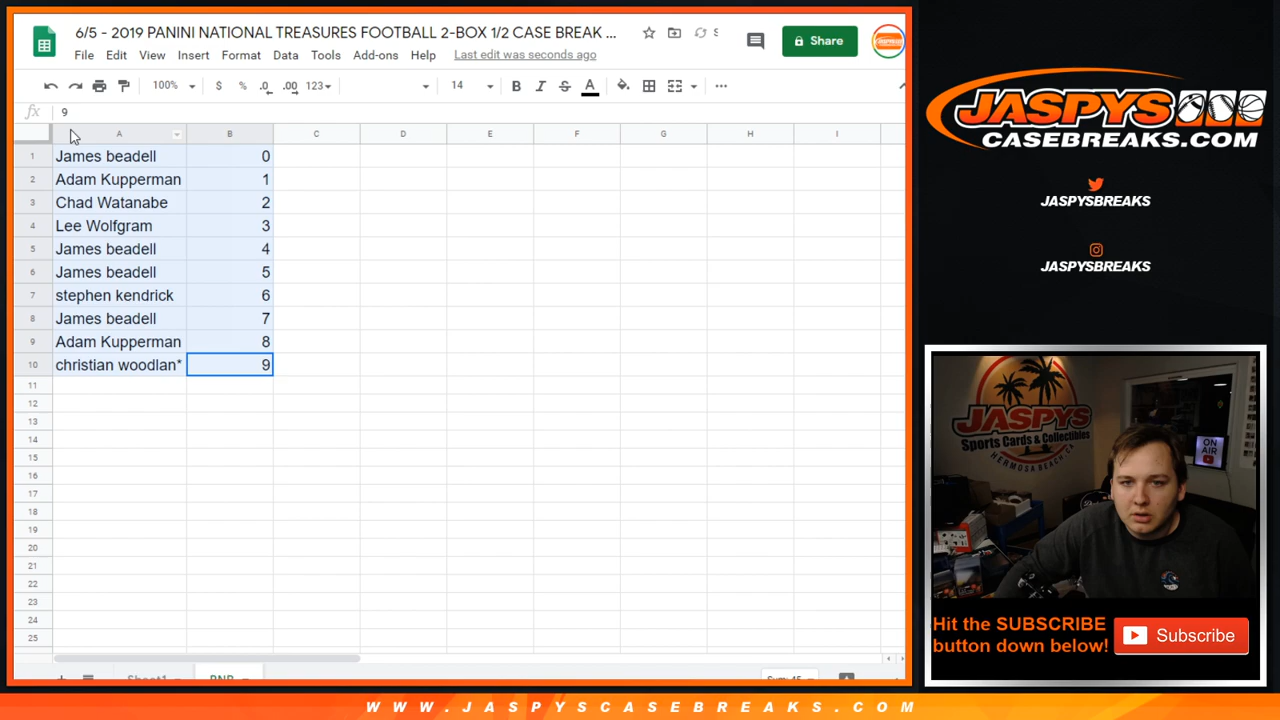 6/5 - 2019 PANINI NATIONAL TREASURES FOOTBALL 2-BOX 1/2 CASE BREAK ...
File Edit View Insert Format Data Tools Add-ons Help Last edit was seconds ago
Share
100% $ % .0 .00 123 14 B I S A
fx 9
A B C D E F G H I
1 James beadell 0
2 Adam Kupperman 1
3 Chad Watanabe 2
4 Lee Wolfgram 3
5 James beadell 4
6 James beadell 5
7 stephen kendrick 6
8 James beadell 7
9 Adam Kupperman 8
10 christian woodlan* 9
11
12
13
14
15
16
17
18
19
20
21
22
23
24
25
JASPYS
CASEBREAKS.COM
JASPYSBREAKS
JASPYSBREAKS
JASPYS
Sports Cards & Collectibles
HERMOSA BEACH CA
ON AIR
Hit the SUBSCRIBE
button down below!
Subscribe
WWW.JASPYSCASEBREAKS.COM